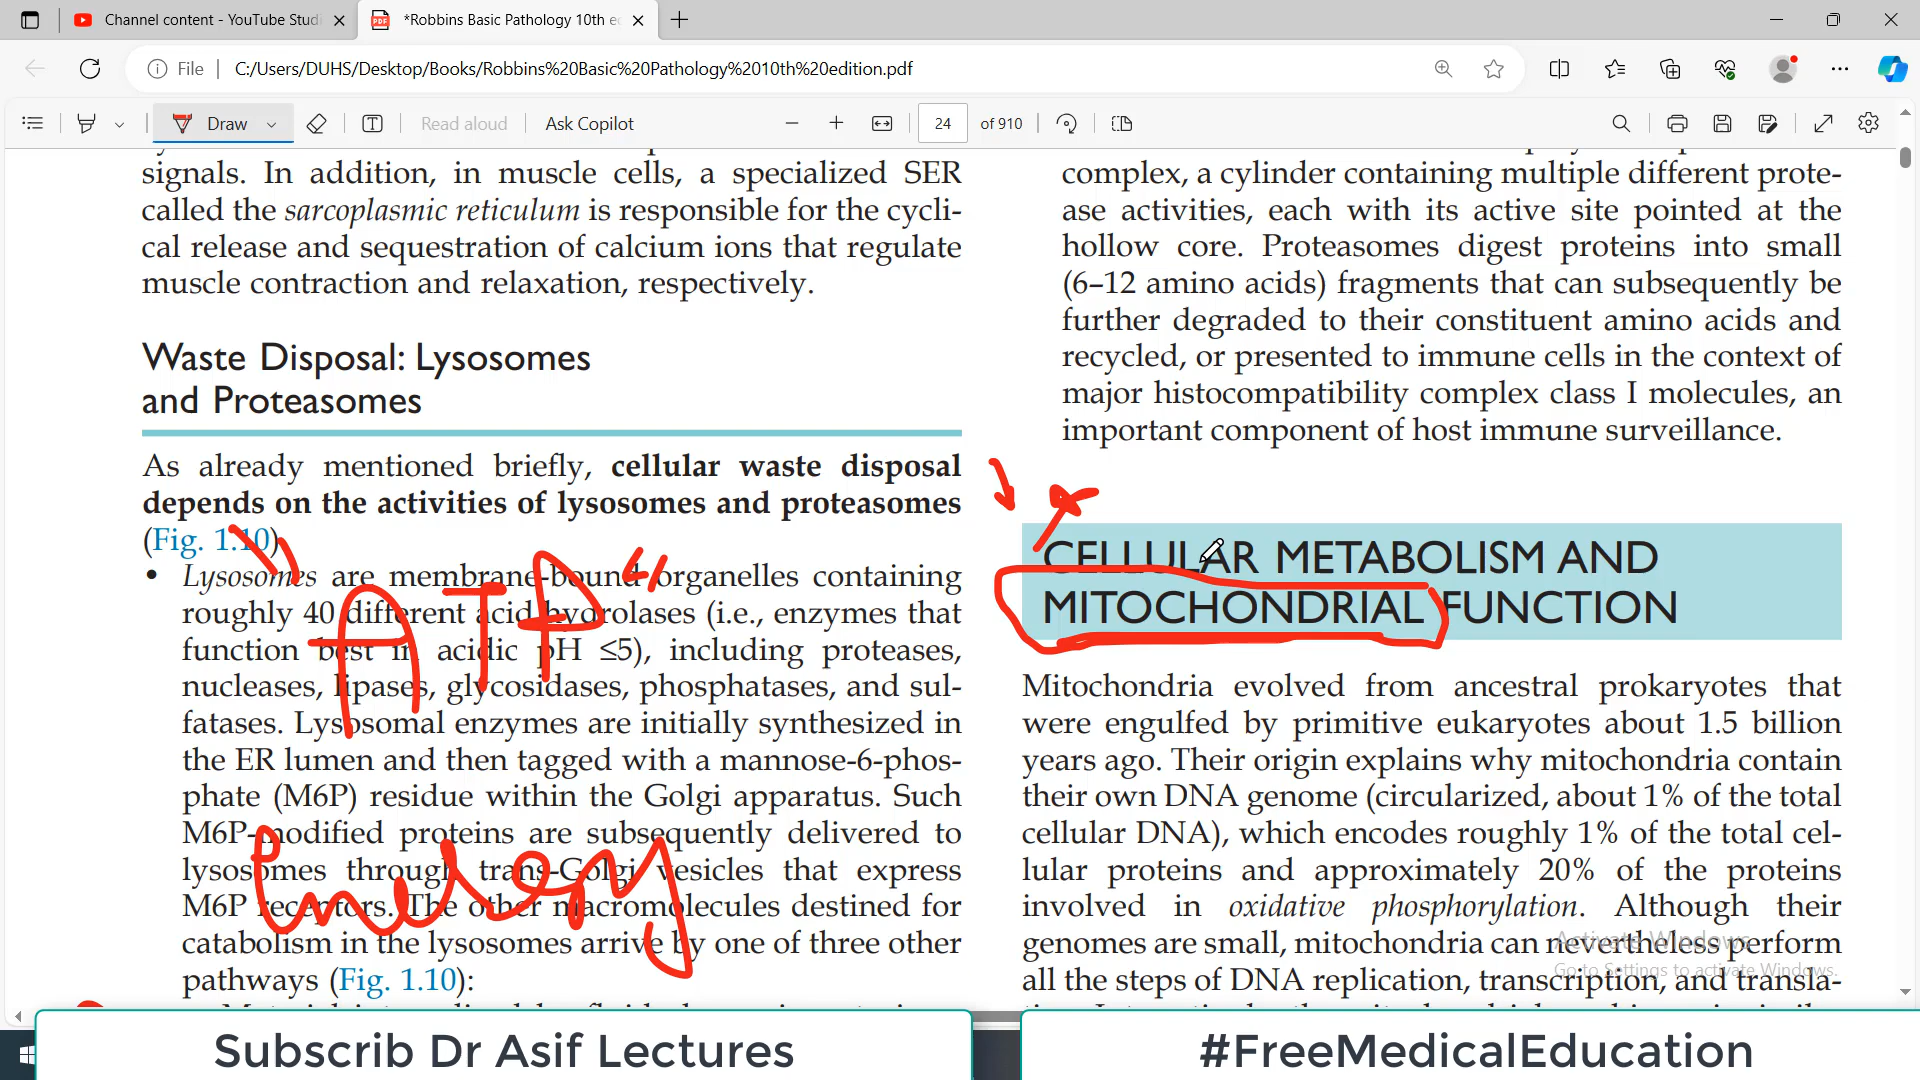 Channel content - YouTube Studi
*Robbins Basic Pathology 10th e
File
C:/Users/DUHS/Desktop/Books/Robbins%20Basic%20Pathology%2010th%20edition.pdf
Draw
Read aloud
Ask Copilot
24
of 910
signals. In addition, in muscle cells, a specialized SER
called the sarcoplasmic reticulum is responsible for the cycli-
cal release and sequestration of calcium ions that regulate
muscle contraction and relaxation, respectively.
Waste Disposal: Lysosomes
and Proteasomes
As already mentioned briefly, cellular waste disposal
depends on the activities of lysosomes and proteasomes
(Fig. 1.10).
• Lysosomes are membrane-bound organelles containing
roughly 40 different acid hydrolases (i.e., enzymes that
function best in acidic pH ≤5), including proteases,
nucleases, lipases, glycosidases, phosphatases, and sul-
fatases. Lysosomal enzymes are initially synthesized in
the ER lumen and then tagged with a mannose-6-phos-
phate (M6P) residue within the Golgi apparatus. Such
M6P-modified proteins are subsequently delivered to
lysosomes through trans-Golgi vesicles that express
M6P receptors. The other macromolecules destined for
catabolism in the lysosomes arrive by one of three other
pathways (Fig. 1.10):
"ATP"
Energy
complex, a cylinder containing multiple different prote-
ase activities, each with its active site pointed at the
hollow core. Proteasomes digest proteins into small
(6–12 amino acids) fragments that can subsequently be
further degraded to their constituent amino acids and
recycled, or presented to immune cells in the context of
major histocompatibility complex class I molecules, an
important component of host immune surveillance.
CELLULAR METABOLISM AND
MITOCHONDRIAL FUNCTION
Mitochondria evolved from ancestral prokaryotes that
were engulfed by primitive eukaryotes about 1.5 billion
years ago. Their origin explains why mitochondria contain
their own DNA genome (circularized, about 1% of the total
cellular DNA), which encodes roughly 1% of the total cel-
lular proteins and approximately 20% of the proteins
involved in oxidative phosphorylation. Although their
genomes are small, mitochondria can nevertheless perform
all the steps of DNA replication, transcription, and transla-
Activate Windows
Go to Settings to activate Windows.
Subscrib Dr Asif Lectures
#FreeMedicalEducation